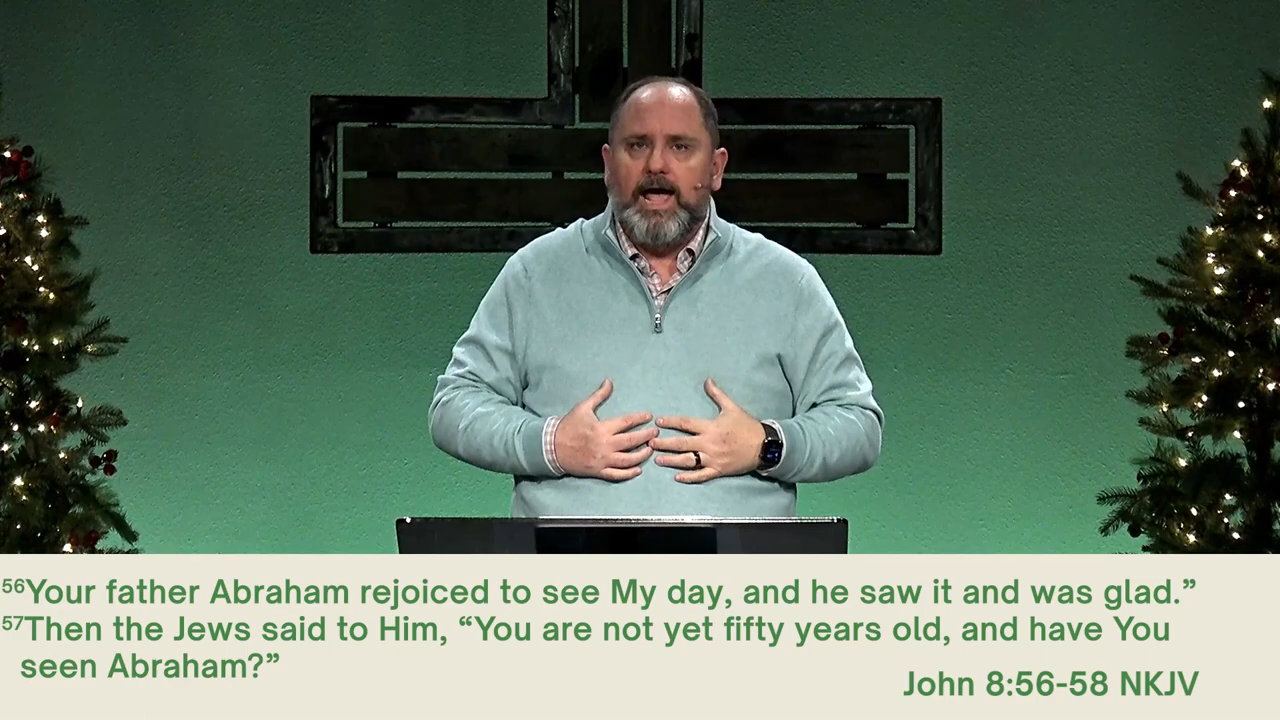 ⁵⁶Your father Abraham rejoiced to see My day, and he saw it and was glad.”
⁵⁷Then the Jews said to Him, “You are not yet fifty years old, and have You
seen Abraham?”
John 8:56-58 NKJV